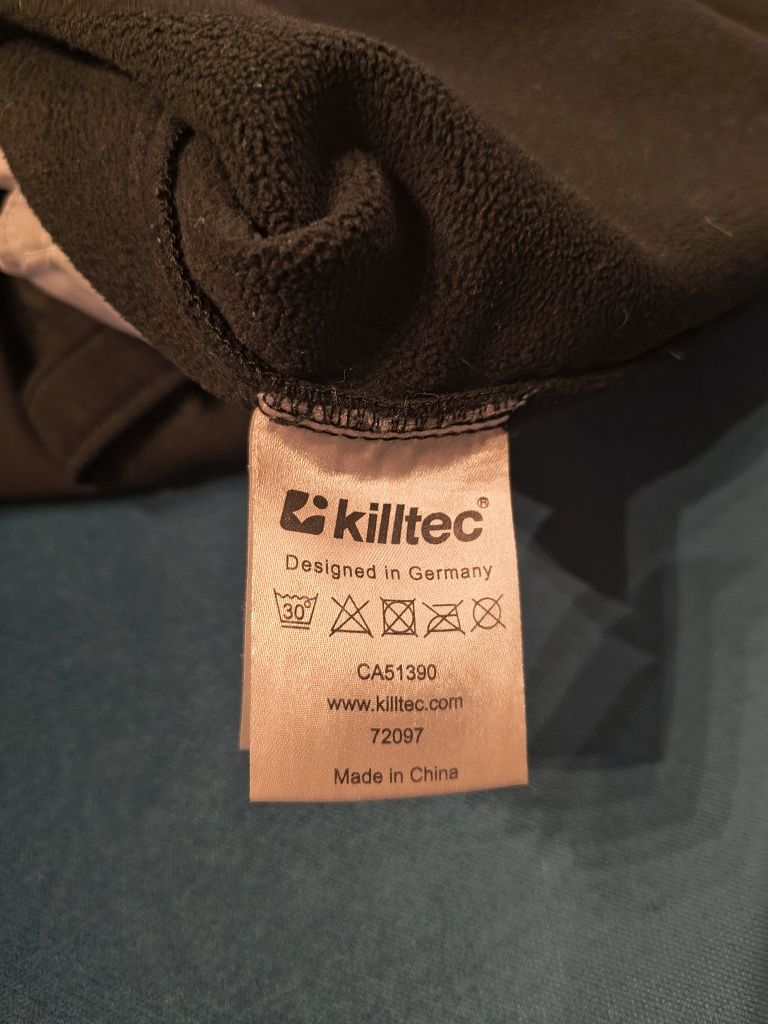 killtec®
Designed in Germany
30°
CA51390
www.killtec.com
72097
Made in China